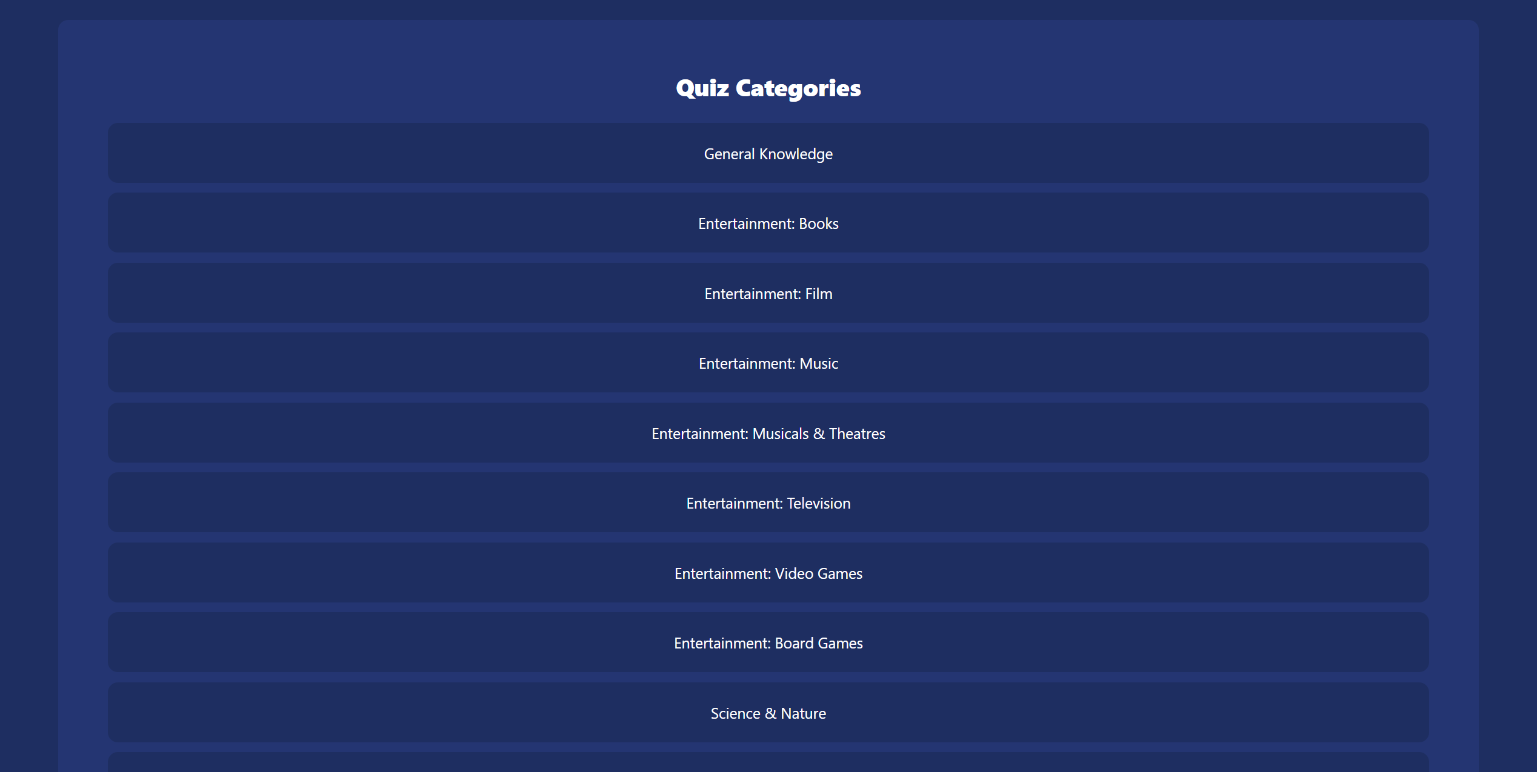 Quiz Categories
General Knowledge
Entertainment: Books
Entertainment: Film
Entertainment: Music
Entertainment: Musicals & Theatres
Entertainment: Television
Entertainment: Video Games
Entertainment: Board Games
Science & Nature